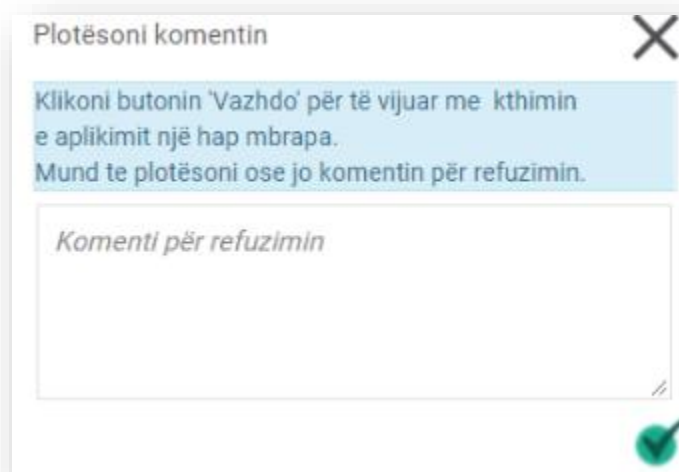 Plotësoni komentin
Klikoni butonin 'Vazhdo' për të vijuar me kthimin
e aplikimit një hap mbrapa.
Mund te plotësoni ose jo komentin për refuzimin.
Komenti për refuzimin